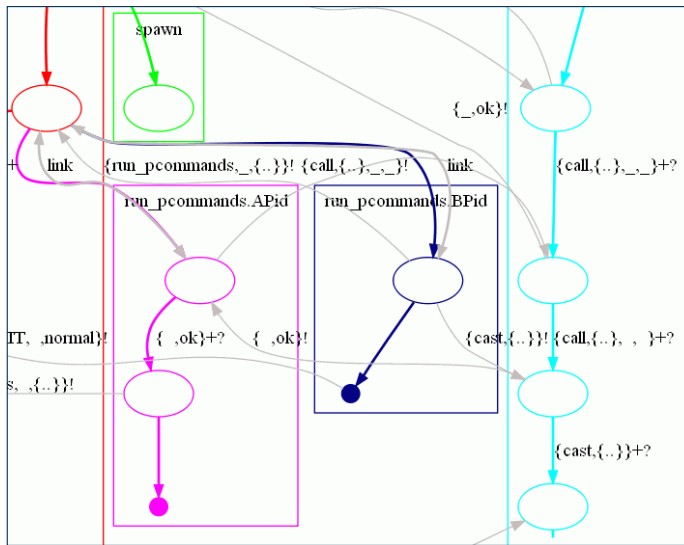 spawn
{_,ok}!
+ link {run_pcommands,_,{..}}! {call,{..},_,_}! link {call,{..},_,_}+?
run_pcommands.APid run_pcommands.BPid
IT, ,normal}! { ,ok}+? { ,ok}! {cast,{..}}! {call,{..}, , }+?
s, ,{..}}!
{cast,{..}}+?